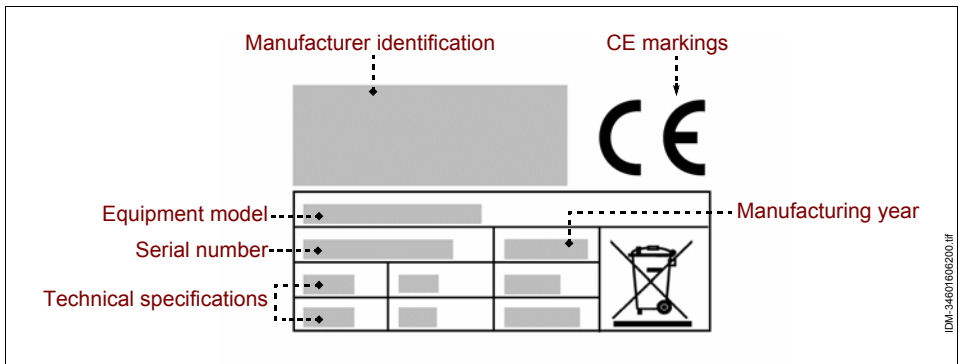 Manufacturer identification
CE markings
CE
Equipment model
Manufacturing year
Serial number
Technical specifications
IDM-34601606200.tif